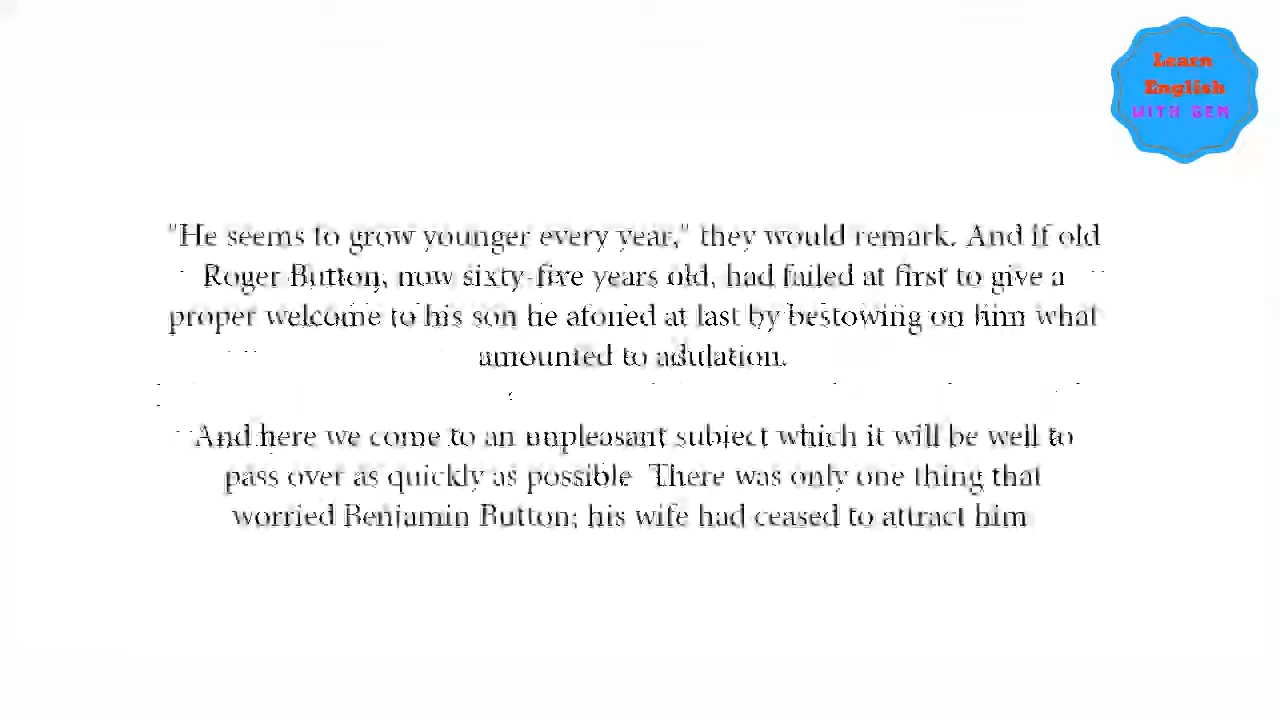 Learn
English
WITH GEM
"He seems to grow younger every year," they would remark. And if old
Roger Button, now sixty-five years old, had failed at first to give a
proper welcome to his son he atoned at last by bestowing on him what
amounted to adulation.
And here we come to an unpleasant subject which it will be well to
pass over as quickly as possible. There was only one thing that
worried Benjamin Button; his wife had ceased to attract him